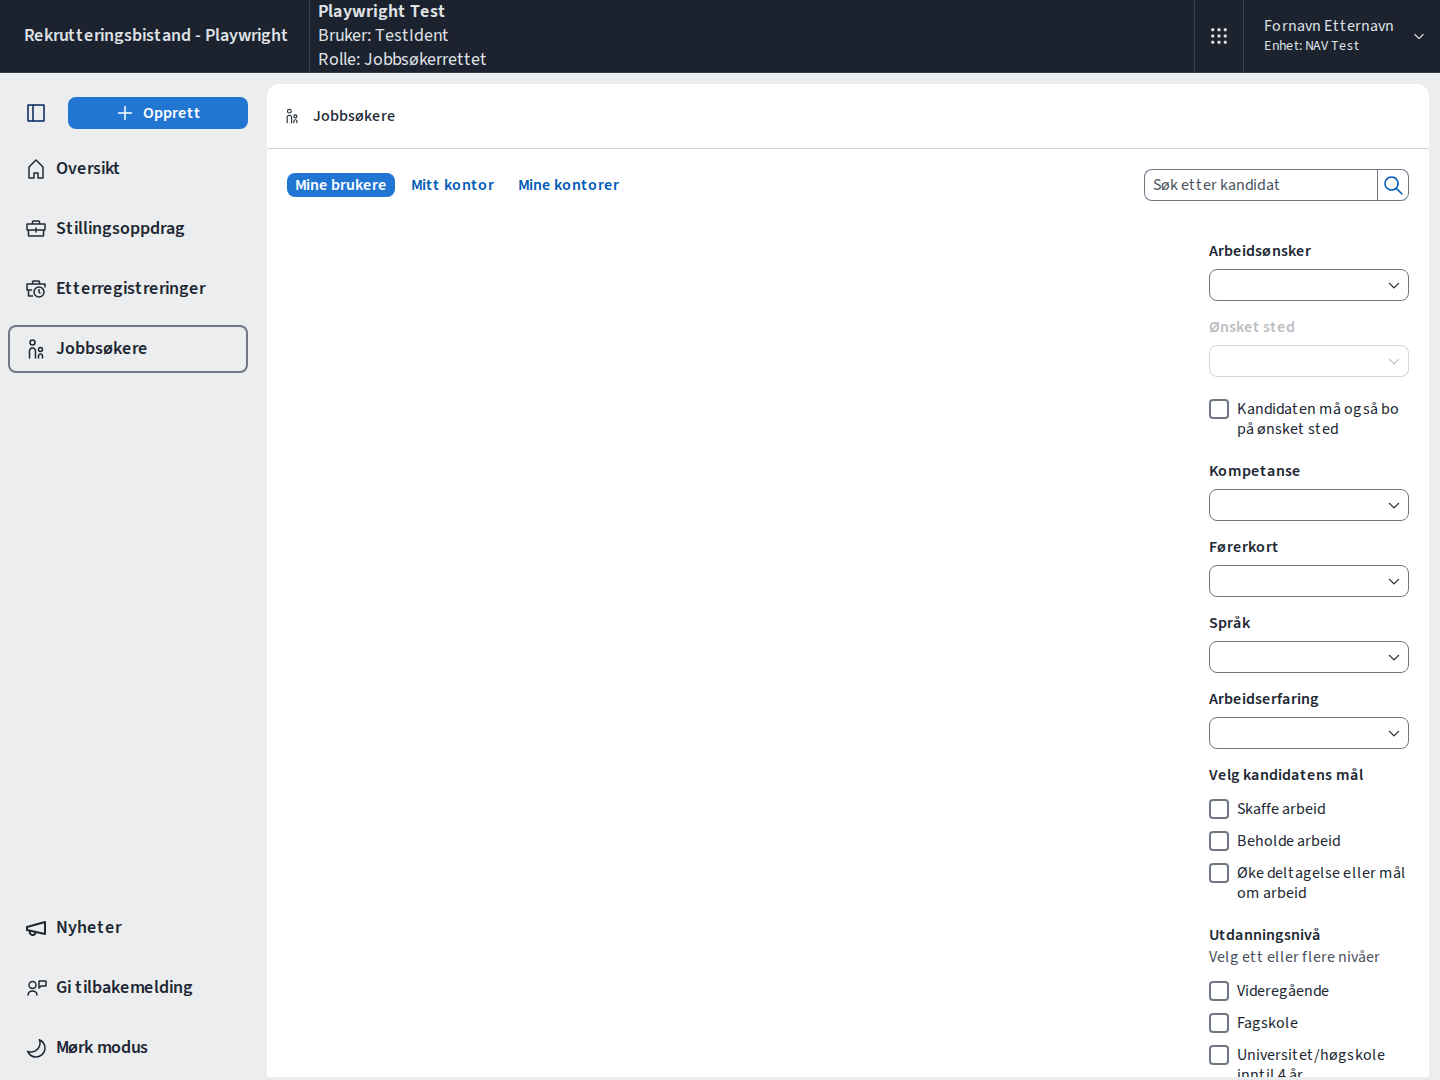 Rekrutteringsbistand - Playwright
Playwright Test
Bruker: TestIdent
Rolle: Jobbsøkerrettet
Fornavn Etternavn
Enhet: NAV Test
Opprett
Oversikt
Stillingsoppdrag
Etterregistreringer
Jobbsøkere
Nyheter
Gi tilbakemelding
Mørk modus
Jobbsøkere
Mine brukere
Mitt kontor
Mine kontorer
Søk etter kandidat
Arbeidsønsker
Ønsket sted
Kandidaten må også bo
på ønsket sted
Kompetanse
Førerkort
Språk
Arbeidserfaring
Velg kandidatens mål
Skaffe arbeid
Beholde arbeid
Øke deltagelse eller mål
om arbeid
Utdanningsnivå
Velg ett eller flere nivåer
Videregående
Fagskole
Universitet/høgskole
inntil 4 år